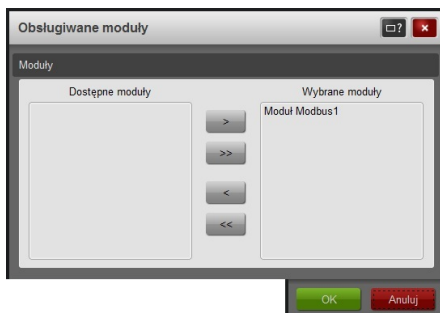 Obsługiwane moduły
?
×
Moduły
Dostępne moduły
Wybrane moduły
Moduł Modbus1
>
>>
<
<<
OK
Anuluj